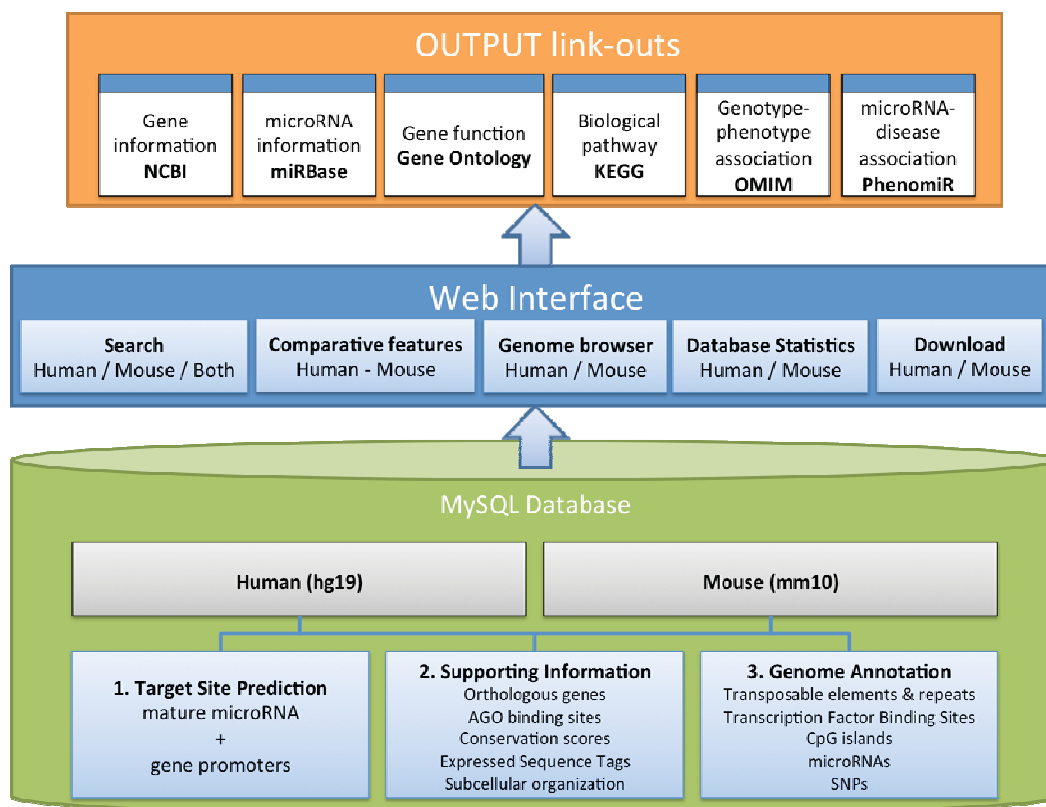 OUTPUT link-outs
Gene
information
NCBI
microRNA
information
miRBase
Gene function
Gene Ontology
Biological
pathway
KEGG
Genotype-
phenotype
association
OMIM
microRNA-
disease
association
PhenomiR
Web Interface
Search
Human / Mouse / Both
Comparative features
Human - Mouse
Genome browser
Human / Mouse
Database Statistics
Human / Mouse
Download
Human / Mouse
MySQL Database
Human (hg19)
Mouse (mm10)
1. Target Site Prediction
mature microRNA
+
gene promoters
2. Supporting Information
Orthologous genes
AGO binding sites
Conservation scores
Expressed Sequence Tags
Subcellular organization
3. Genome Annotation
Transposable elements & repeats
Transcription Factor Binding Sites
CpG islands
microRNAs
SNPs